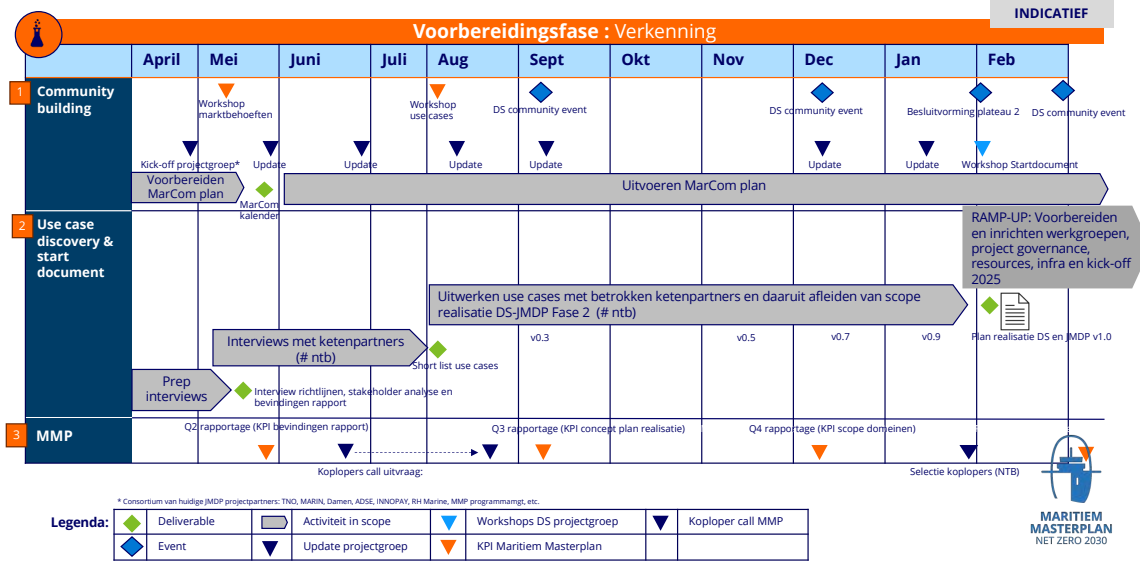 INDICATIEF
Voorbereidingsfase : Verkenning
April
Mei
Juni
Juli
Aug
Sept
Okt
Nov
Dec
Jan
Feb
1
Community
building
Workshop
marktbehoeften
Workshop
use cases
DS community event
DS community event
Besluitvorming plateau 2
DS community event
Kick-off projectgroep*
Update
Update
Update
Update
Update
Update
Workshop Startdocument
Voorbereiden
MarCom plan
MarCom
kalender
Uitvoeren MarCom plan
2
Use case
discovery &
start
document
RAMP-UP: Voorbereiden
en inrichten werkgroepen,
project governance,
resources, infra en kick-off
2025
Uitwerken use cases met betrokken ketenpartners en daaruit afleiden van scope
realisatie DS-JMDP Fase 2  (# ntb)
v0.3
v0.5
v0.7
v0.9
Plan realisatie DS en JMDP v1.0
Interviews met ketenpartners
(# ntb)
Short list use cases
Prep
interviews
Interview richtlijnen, stakeholder analyse en
bevindingen rapport
3
MMP
Q2 rapportage (KPI bevindingen rapport)
Q3 rapportage (KPI concept plan realisatie)
Q4 rapportage (KPI scope domeinen)
Koplopers call uitvraag:
Selectie koplopers (NTB)
* Consortium van huidige JMDP projectpartners: TNO, MARIN, Damen, ADSE, INNOPAY, RH Marine, MMP programmamgt, etc.
Legenda:
Deliverable
Activiteit in scope
Workshops DS projectgroep
Koploper call MMP
Event
Update projectgroep
KPI Maritiem Masterplan
MARITIEM
MASTERPLAN
NET ZERO 2030